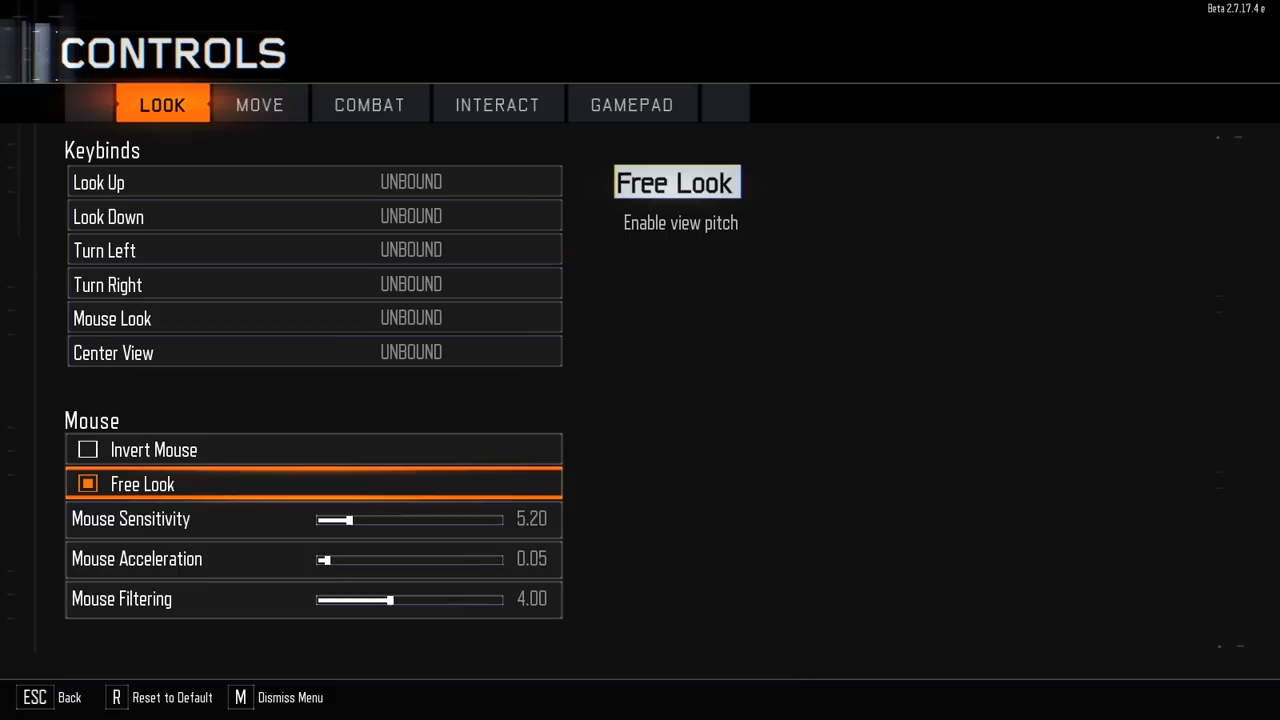 Beta 2.7.17.4 e
CONTROLS
LOOK MOVE COMBAT INTERACT GAMEPAD
Keybinds
Look Up UNBOUND
Look Down UNBOUND
Turn Left UNBOUND
Turn Right UNBOUND
Mouse Look UNBOUND
Center View UNBOUND
Free Look
Enable view pitch
Mouse
Invert Mouse
Free Look
Mouse Sensitivity 5.20
Mouse Acceleration 0.05
Mouse Filtering 4.00
ESC Back R Reset to Default M Dismiss Menu